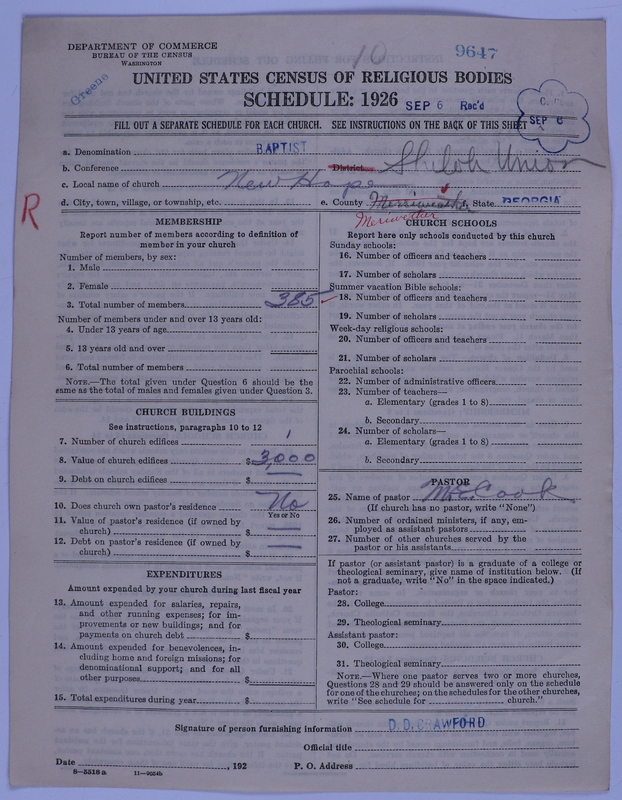 DEPARTMENT OF COMMERCE
BUREAU OF THE CENSUS
WASHINGTON
10
9647
Greene
UNITED STATES CENSUS OF RELIGIOUS BODIES
SCHEDULE: 1926 SEP 6 Rec'd
SEP 6
FILL OUT A SEPARATE SCHEDULE FOR EACH CHURCH. SEE INSTRUCTIONS ON THE BACK OF THIS SHEET
a. Denomination BAPTIST
b. Conference District Shiloh Union
c. Local name of church New Hope
d. City, town, village, or township, etc. e. County Meriweather, State GEORGIA
Meriwether
R
MEMBERSHIP
Report number of members according to definition of
member in your church
Number of members, by sex:
1. Male
2. Female
3. Total number of members 385
Number of members under and over 13 years old:
4. Under 13 years of age
5. 13 years old and over
6. Total number of members
NOTE.—The total given under Question 6 should be the
same as the total of males and females given under Question 3.
CHURCH BUILDINGS
See instructions, paragraphs 10 to 12
7. Number of church edifices 1
8. Value of church edifices $3,000
9. Debt on church edifices $ —
10. Does church own pastor's residence No
Yes or No
11. Value of pastor's residence (if owned by
church) $ —
12. Debt on pastor's residence (if owned by
church) $ —
EXPENDITURES
Amount expended by your church during last fiscal year
13. Amount expended for salaries, repairs,
and other running expenses; for im-
provements or new buildings; and for
payments on church debt $
14. Amount expended for benevolences, in-
cluding home and foreign missions; for
denominational support; and for all
other purposes $
15. Total expenditures during year $
CHURCH SCHOOLS
Report here only schools conducted by this church
Sunday schools:
16. Number of officers and teachers
17. Number of scholars
Summer vacation Bible schools:
18. Number of officers and teachers
19. Number of scholars
Week-day religious schools:
20. Number of officers and teachers
21. Number of scholars
Parochial schools:
22. Number of administrative officers
23. Number of teachers—
a. Elementary (grades 1 to 8)
b. Secondary
24. Number of scholars—
a. Elementary (grades 1 to 8)
b. Secondary
PASTOR
25. Name of pastor McCook
(If church has no pastor, write "None")
26. Number of ordained ministers, if any, em-
ployed as assistant pastors
27. Number of other churches served by the
pastor or his assistants
If pastor (or assistant pastor) is a graduate of a college or
theological seminary, give name of institution below. (If
not a graduate, write "No" in the space indicated.)
Pastor:
28. College
29. Theological seminary
Assistant pastor:
30. College
31. Theological seminary
NOTE.—Where one pastor serves two or more churches,
Questions 28 and 29 should be answered only on the schedule
for one of the churches; on the schedules for the other churches,
write "See schedule for church."
Signature of person furnishing information D. D. CRAWFORD
Official title
Date , 192 P. O. Address
8—5318 a 11—9054b